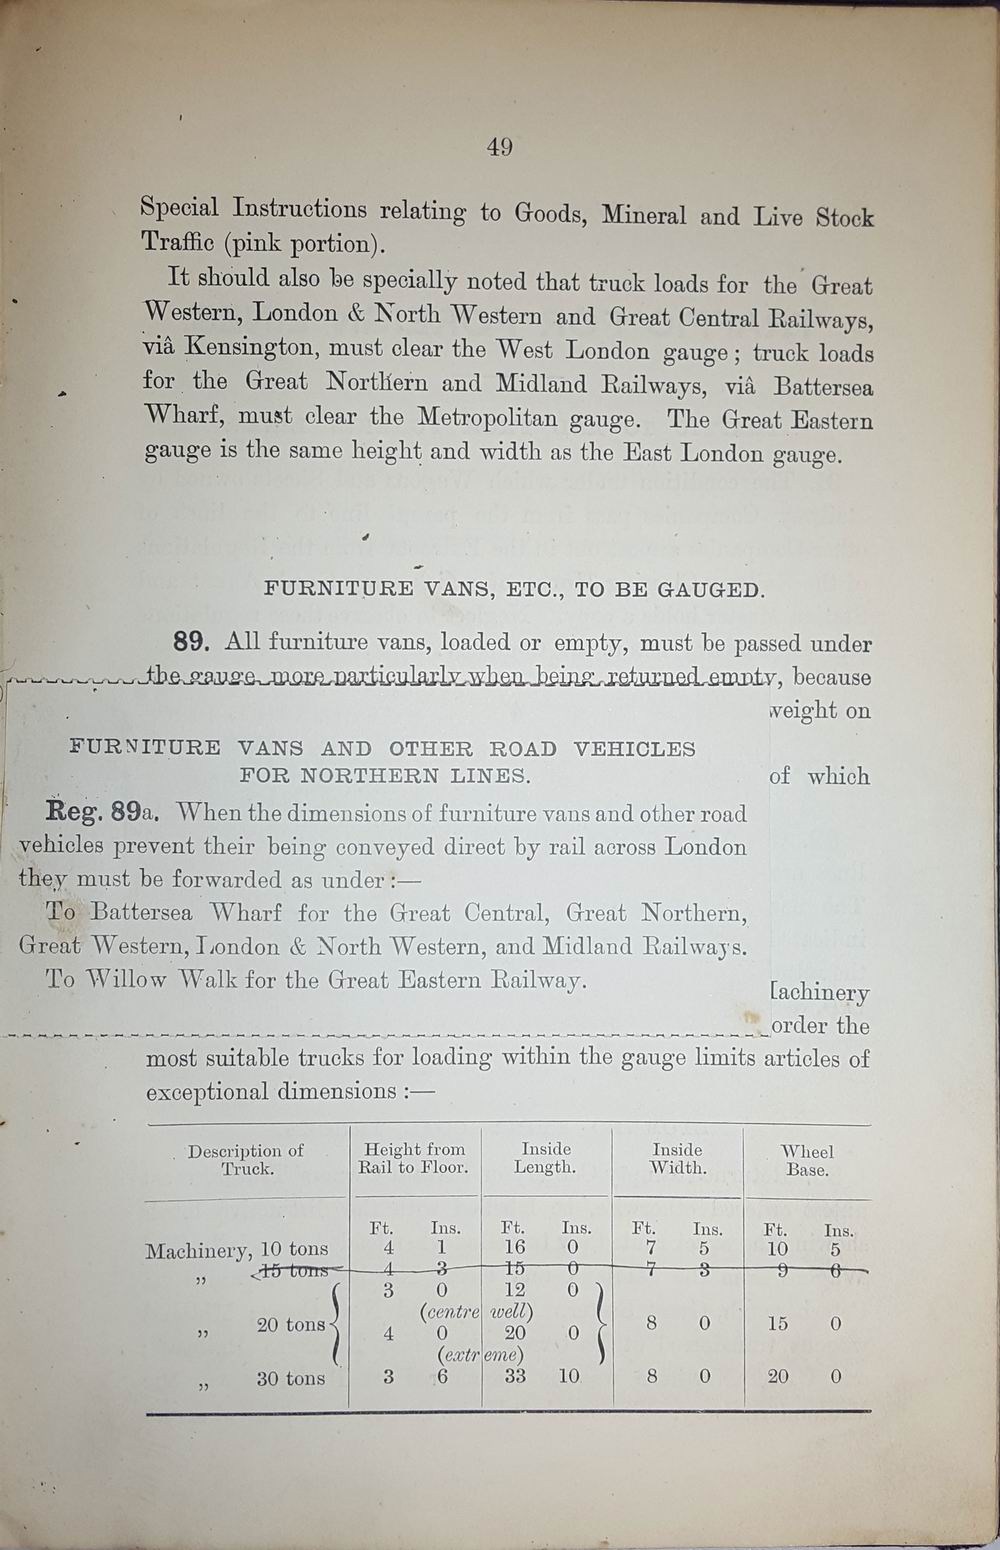 49
Special Instructions relating to Goods, Mineral and Live Stock
Traffic (pink portion).
It should also be specially noted that truck loads for the Great
Western, London & North Western and Great Central Railways,
viâ Kensington, must clear the West London gauge; truck loads
for the Great Northern and Midland Railways, viâ Battersea
Wharf, must clear the Metropolitan gauge. The Great Eastern
gauge is the same height and width as the East London gauge.
FURNITURE VANS, ETC., TO BE GAUGED.
89. All furniture vans, loaded or empty, must be passed under
the gauge more particularly when being returned empty, because
weight on
FURNITURE VANS AND OTHER ROAD VEHICLES
FOR NORTHERN LINES.
of which
Reg. 89a. When the dimensions of furniture vans and other road
vehicles prevent their being conveyed direct by rail across London
they must be forwarded as under:—
To Battersea Wharf for the Great Central, Great Northern,
Great Western, London & North Western, and Midland Railways.
To Willow Walk for the Great Eastern Railway.
achinery
order the
most suitable trucks for loading within the gauge limits articles of
exceptional dimensions:—
Description of Truck. Height from Rail to Floor. Inside Length. Inside Width. Wheel Base.
Ft. Ins. Ft. Ins. Ft. Ins. Ft. Ins.
Machinery, 10 tons 4 1 16 0 7 5 10 5
„ 15 tons 4 3 15 0 7 3 9 6
3 0 12 0
(centre well)
„ 20 tons 8 0 15 0
4 0 20 0
(extreme)
„ 30 tons 3 6 33 10 8 0 20 0